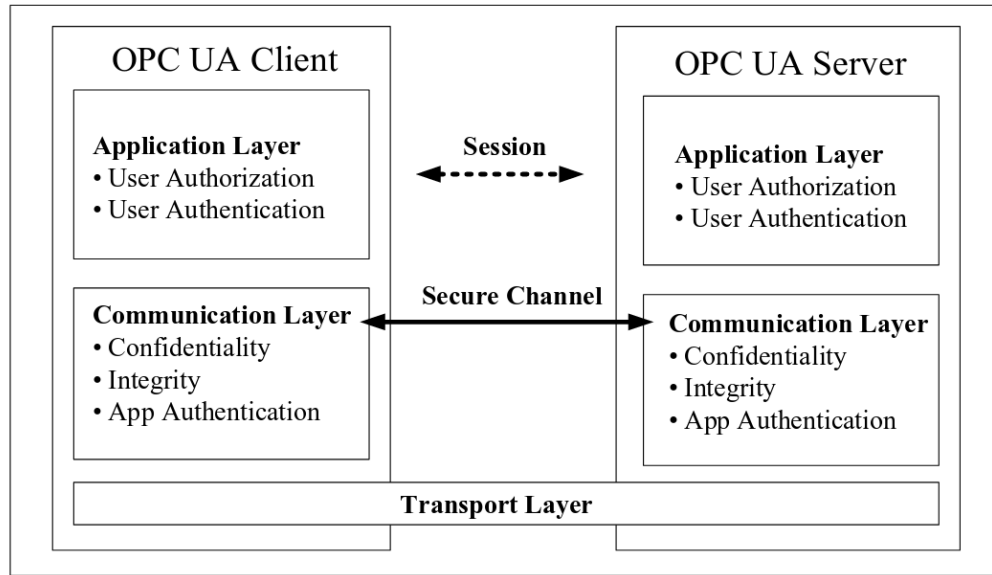 OPC UA Client
Application Layer
• User Authorization
• User Authentication
Communication Layer
• Confidentiality
• Integrity
• App Authentication
Session
Secure Channel
OPC UA Server
Application Layer
• User Authorization
• User Authentication
Communication Layer
• Confidentiality
• Integrity
• App Authentication
Transport Layer